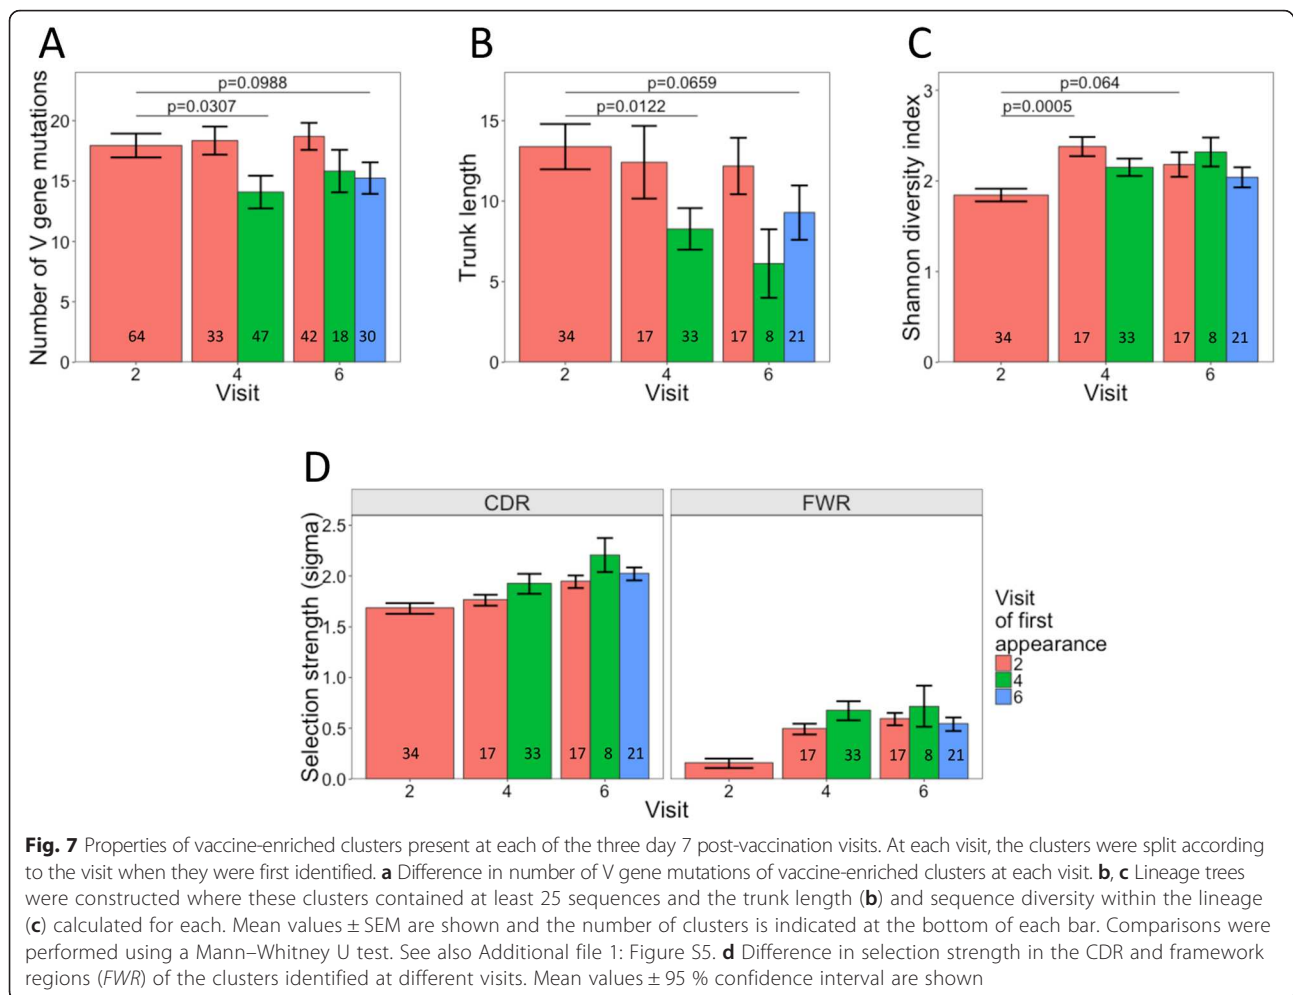 A
B
C
Number of V gene mutations
20
15
10
5
0
p=0.0988
p=0.0307
64
33
47
42
18
30
2
4
6
Visit
Trunk length
15
10
5
0
p=0.0659
p=0.0122
34
17
33
17
8
21
2
4
6
Visit
Shannon diversity index
3
2
1
0
p=0.064
p=0.0005
34
17
33
17
8
21
2
4
6
Visit
D
CDR
FWR
Selection strength (sigma)
2.5
2.0
1.5
1.0
0.5
0.0
34
17
33
17
8
21
17
33
17
8
21
2
4
6
2
4
6
Visit
Visit
of first
appearance
2
4
6
Fig. 7 Properties of vaccine-enriched clusters present at each of the three day 7 post-vaccination visits. At each visit, the clusters were split according
to the visit when they were first identified. a Difference in number of V gene mutations of vaccine-enriched clusters at each visit. b, c Lineage trees
were constructed where these clusters contained at least 25 sequences and the trunk length (b) and sequence diversity within the lineage
(c) calculated for each. Mean values ± SEM are shown and the number of clusters is indicated at the bottom of each bar. Comparisons were
performed using a Mann–Whitney U test. See also Additional file 1: Figure S5. d Difference in selection strength in the CDR and framework
regions (FWR) of the clusters identified at different visits. Mean values ± 95 % confidence interval are shown